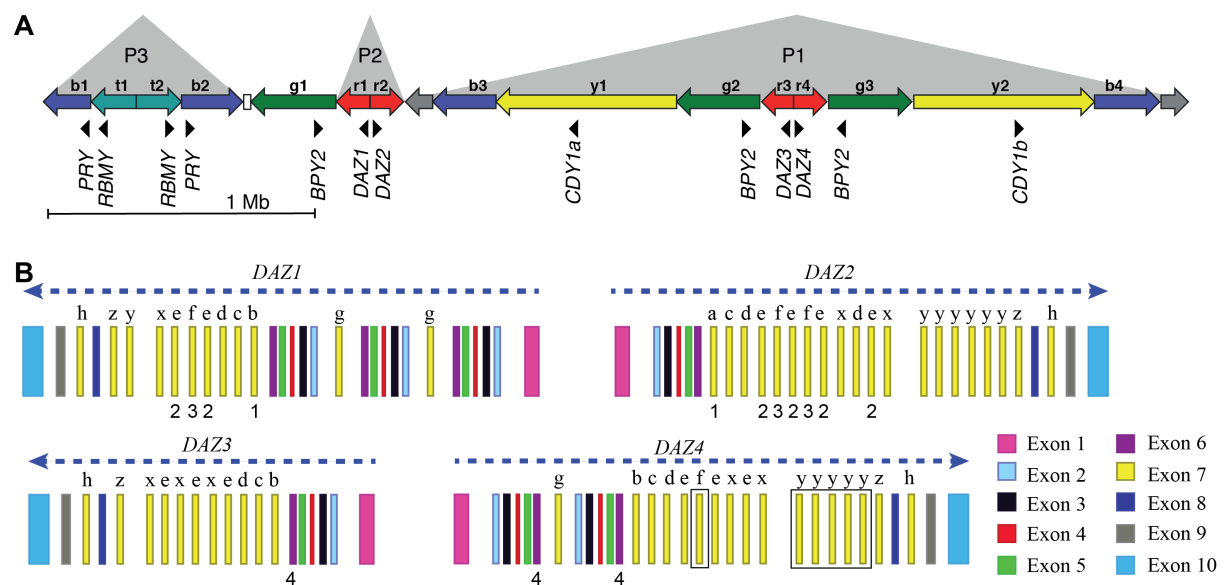 A
P3 P2 P1
b1 t1 t2 b2 g1 r1 r2 b3 y1 g2 r3 r4 g3 y2 b4
PRY RBMY RBMY PRY BPY2 DAZ1 DAZ2 CDY1a BPY2 DAZ3 DAZ4 BPY2 CDY1b
1 Mb
B
DAZ1 DAZ2
h z y x e f e d c b g g a c d e f e f e x d e x y y y y y y z h
2 3 2 1 1 2 3 2 3 2 2
DAZ3 DAZ4
h z x e x e x e d c b g b c d e f e x e x y y y y y z h
4 4 4
Exon 1 Exon 6
Exon 2 Exon 7
Exon 3 Exon 8
Exon 4 Exon 9
Exon 5 Exon 10